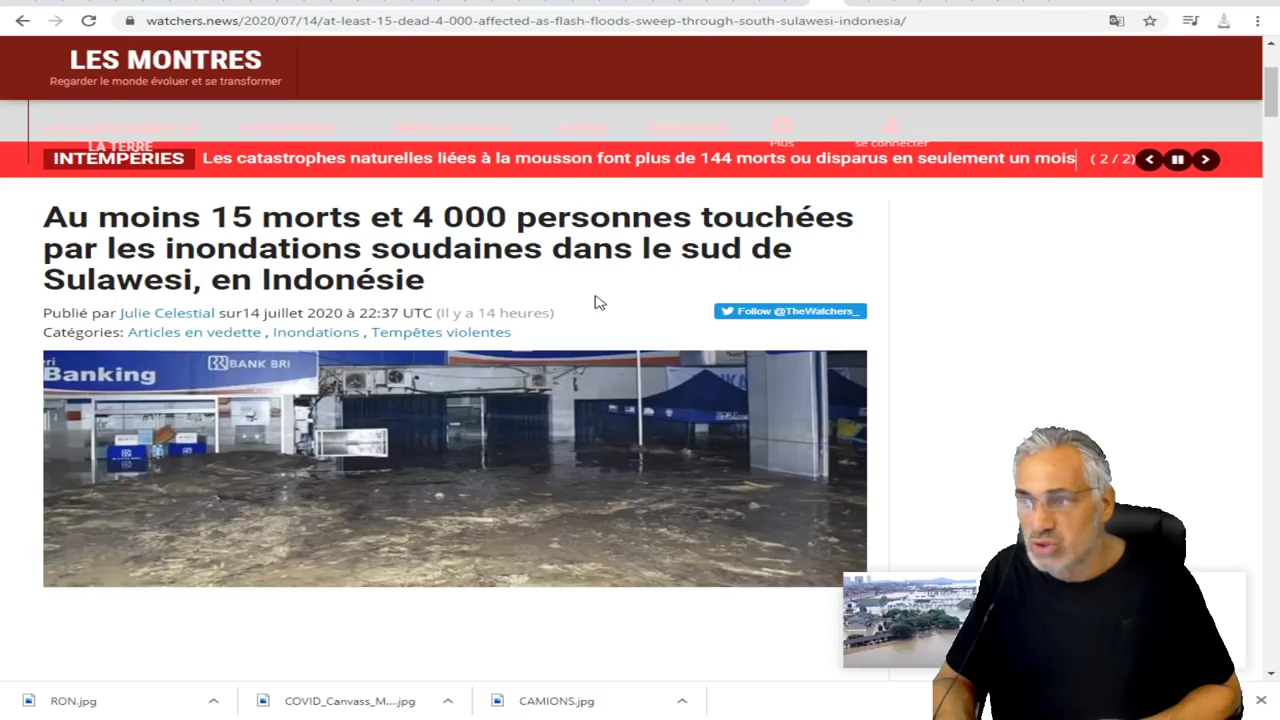 watchers.news/2020/07/14/at-least-15-dead-4-000-affected-as-flash-floods-sweep-through-south-sulawesi-indonesia/
LES MONTRES
Regarder le monde évoluer et se transformer
LA TERRE
Plus
se connecter
INTEMPÉRIES Les catastrophes naturelles liées à la mousson font plus de 144 morts ou disparus en seulement un mois ( 2 / 2)
Au moins 15 morts et 4 000 personnes touchées
par les inondations soudaines dans le sud de
Sulawesi, en Indonésie
Publié par Julie Celestial sur14 juillet 2020 à 22:37 UTC (Il y a 14 heures)
Follow @TheWatchers_
Catégories: Articles en vedette , Inondations , Tempêtes violentes
Banking
BANK BRI
RON.jpg
COVID_Canvass_M....jpg
CAMIONS.jpg